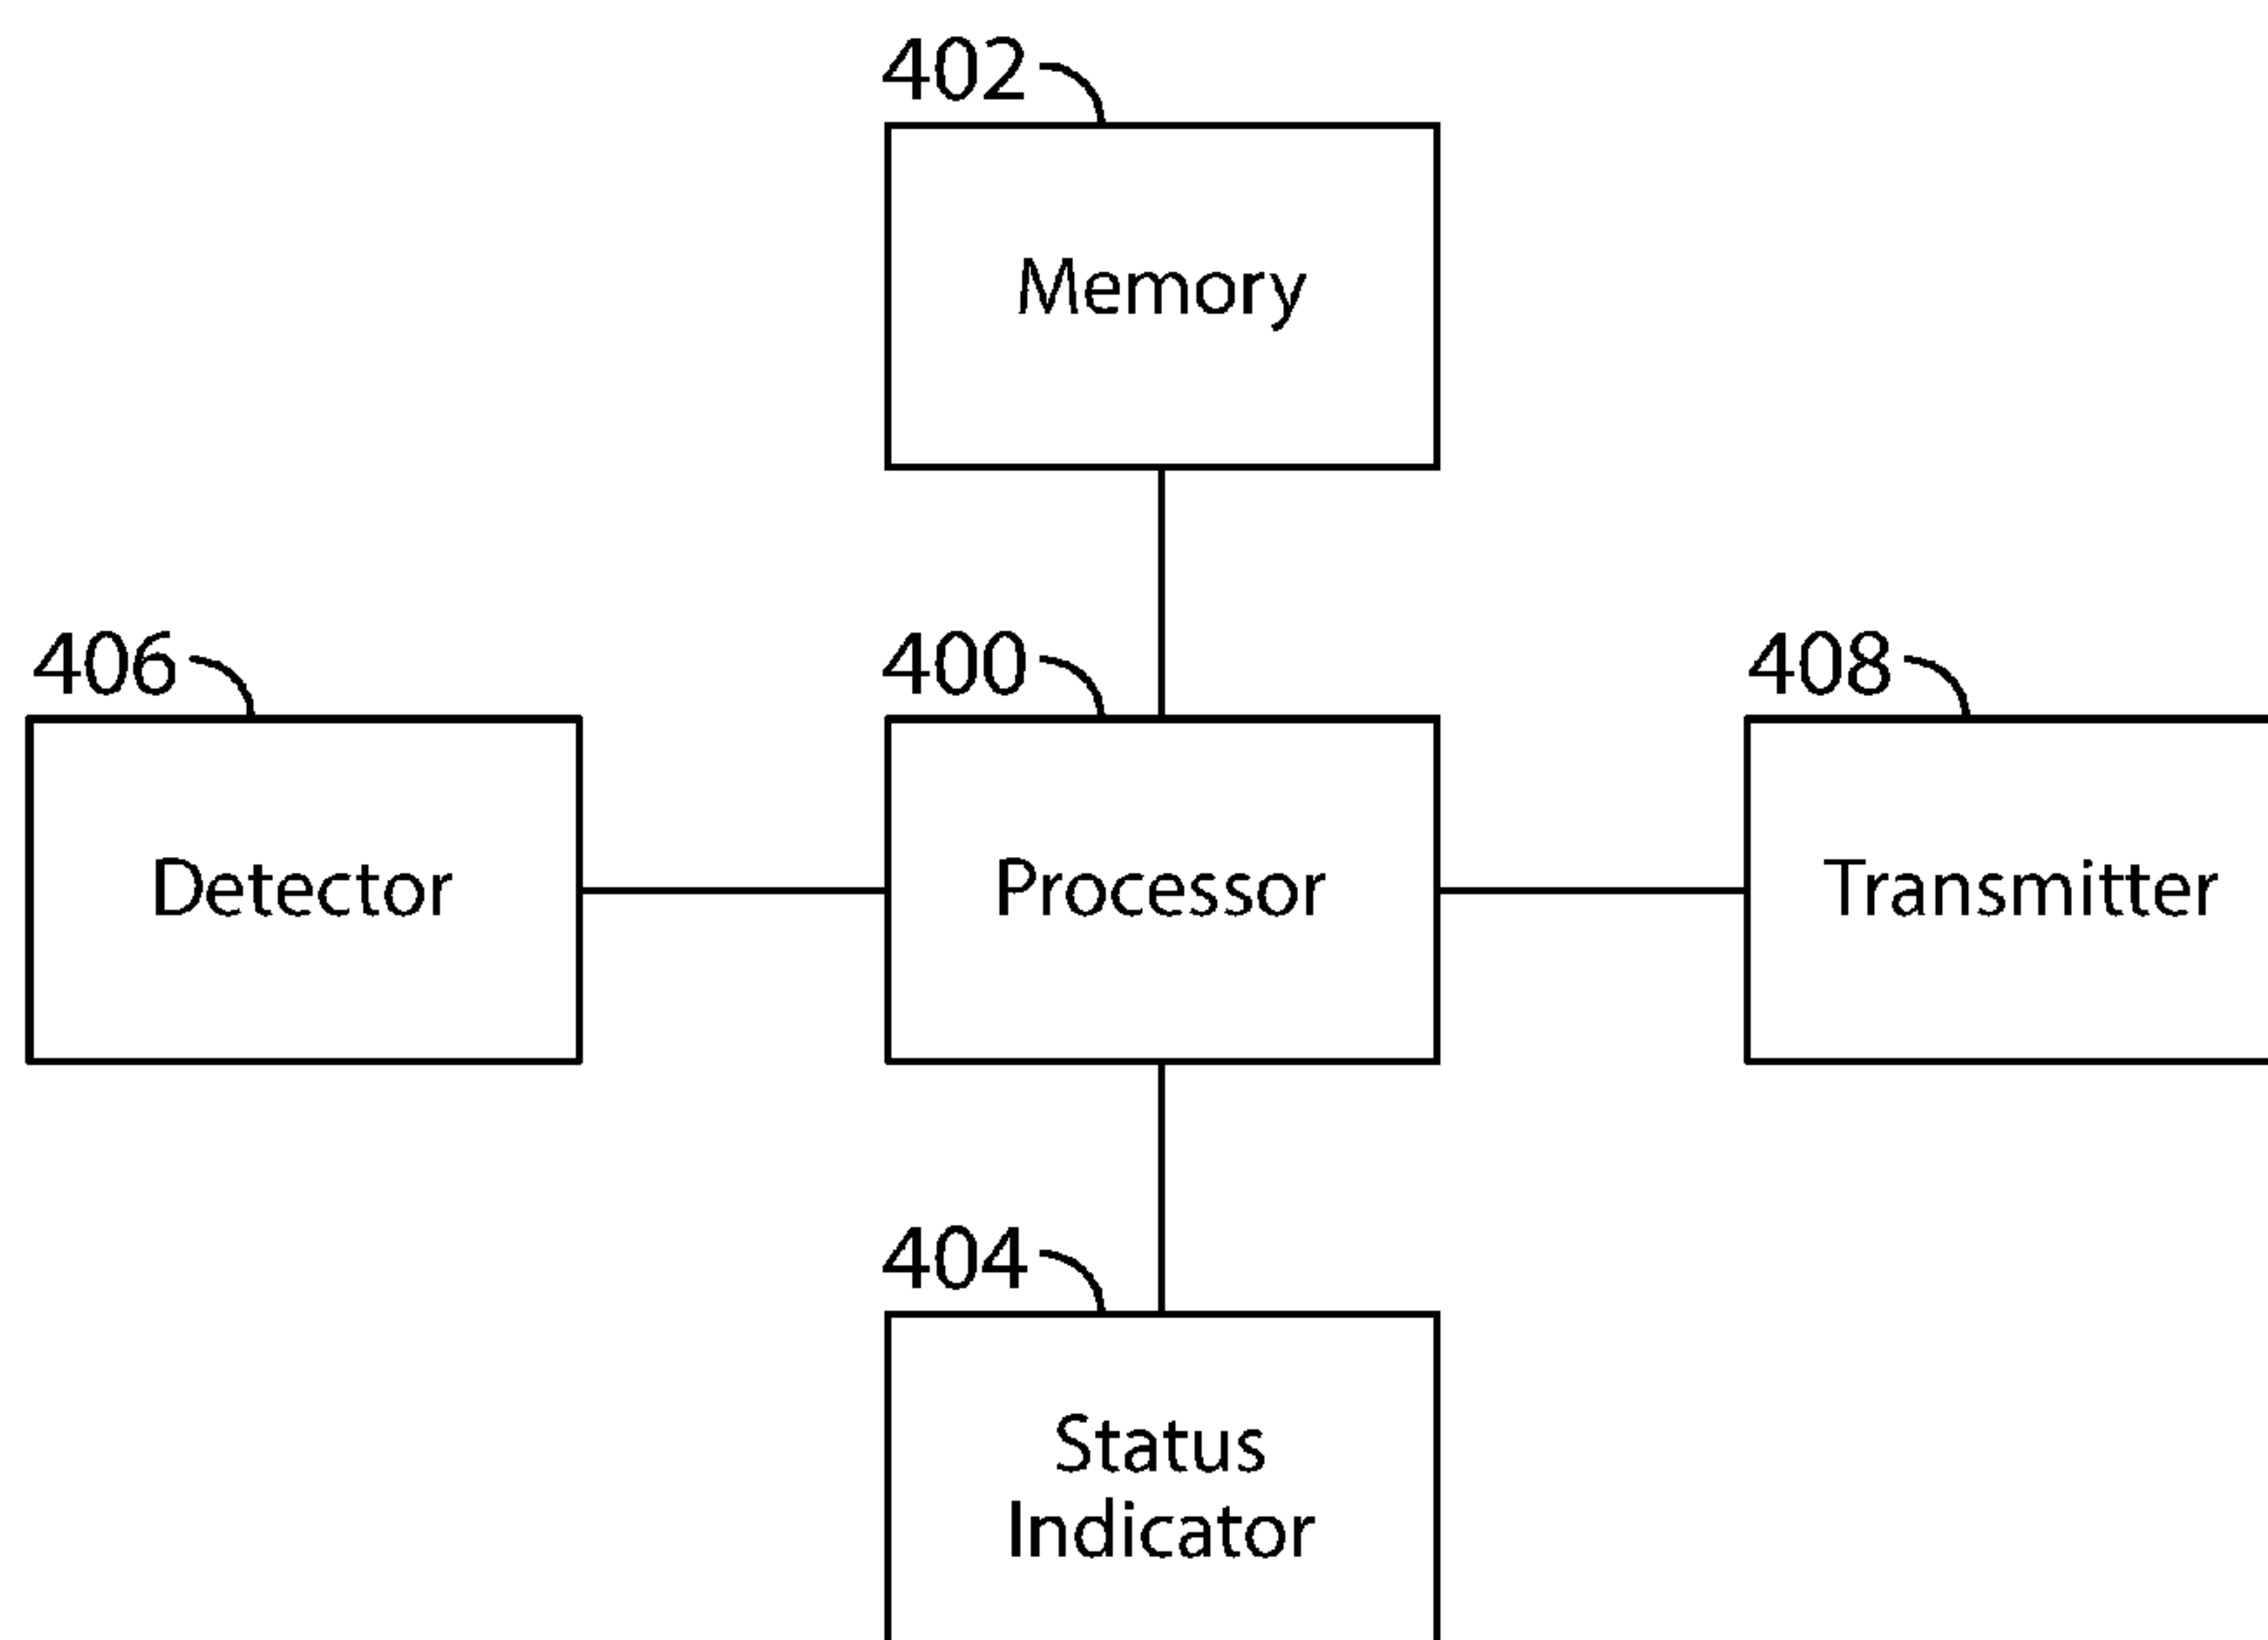 402
Memory
406
400
408
Detector
Processor
Transmitter
404
Status
Indicator